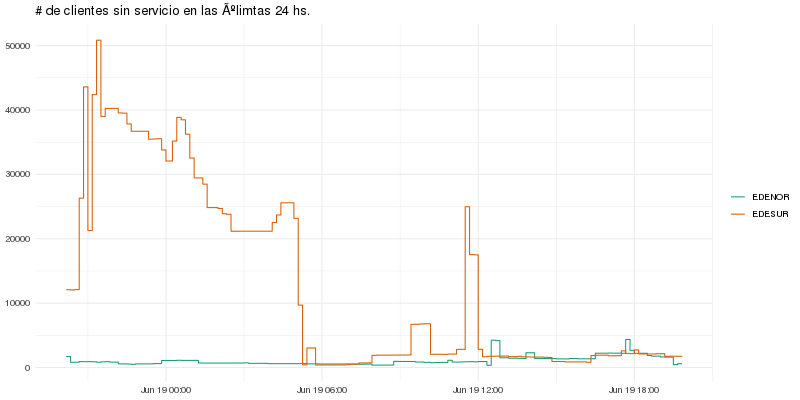 # de clientes sin servicio en las Ãºlimtas 24 hs.
50000
40000
30000
20000
10000
0
Jun 19 00:00
Jun 19 06:00
Jun 19 12:00
Jun 19 18:00
EDENOR
EDESUR